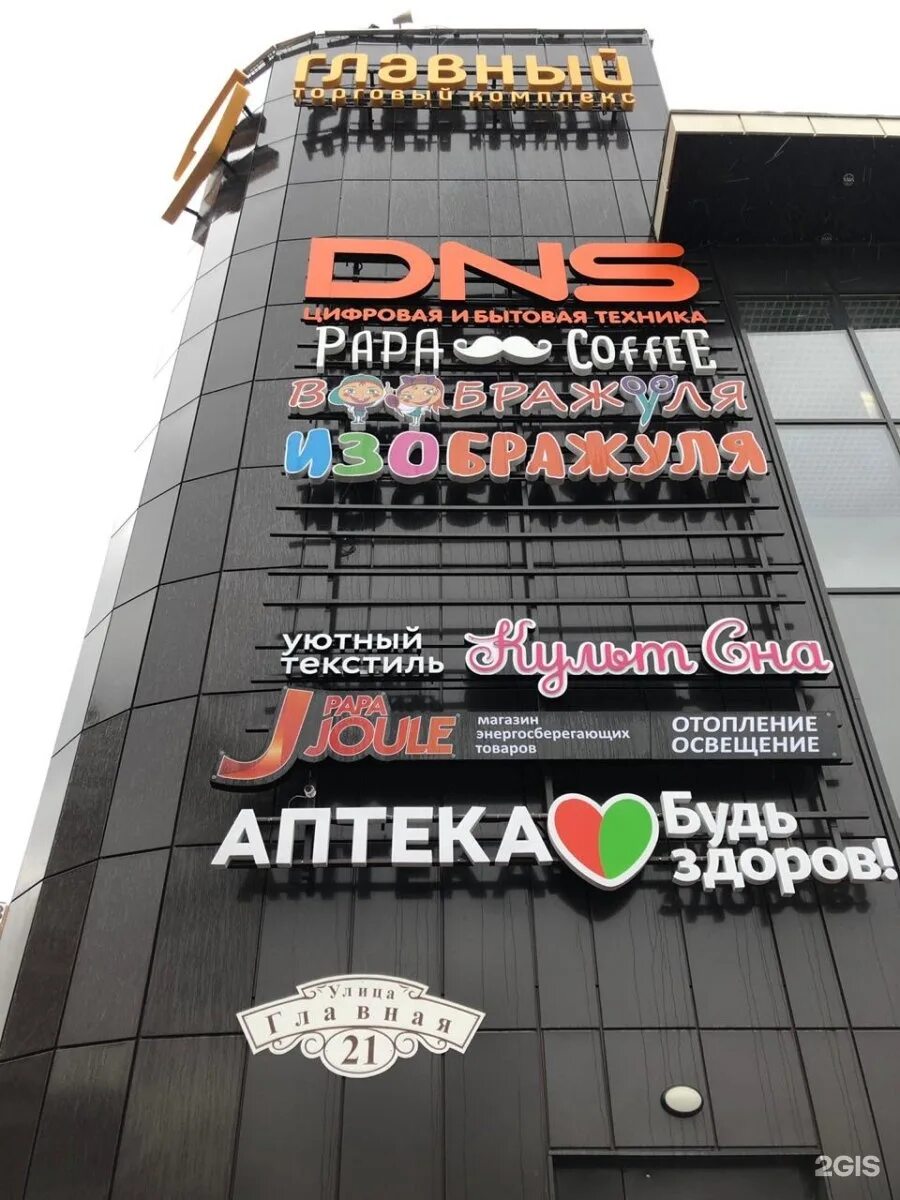 главный
торговый комплекс
DNS
ЦИФРОВАЯ И БЫТОВАЯ ТЕХНИКА
PAPA COFFEE
ВООБРАЖУЛЯ
ИЗОБРАЖУЛЯ
уютный
текстиль
Культ Сна
PAPA
JOULE
магазин
энергосберегающих
товаров
ОТОПЛЕНИЕ
ОСВЕЩЕНИЕ
АПТЕКА
Будь
здоров!
Улица
Главная
21
2GIS